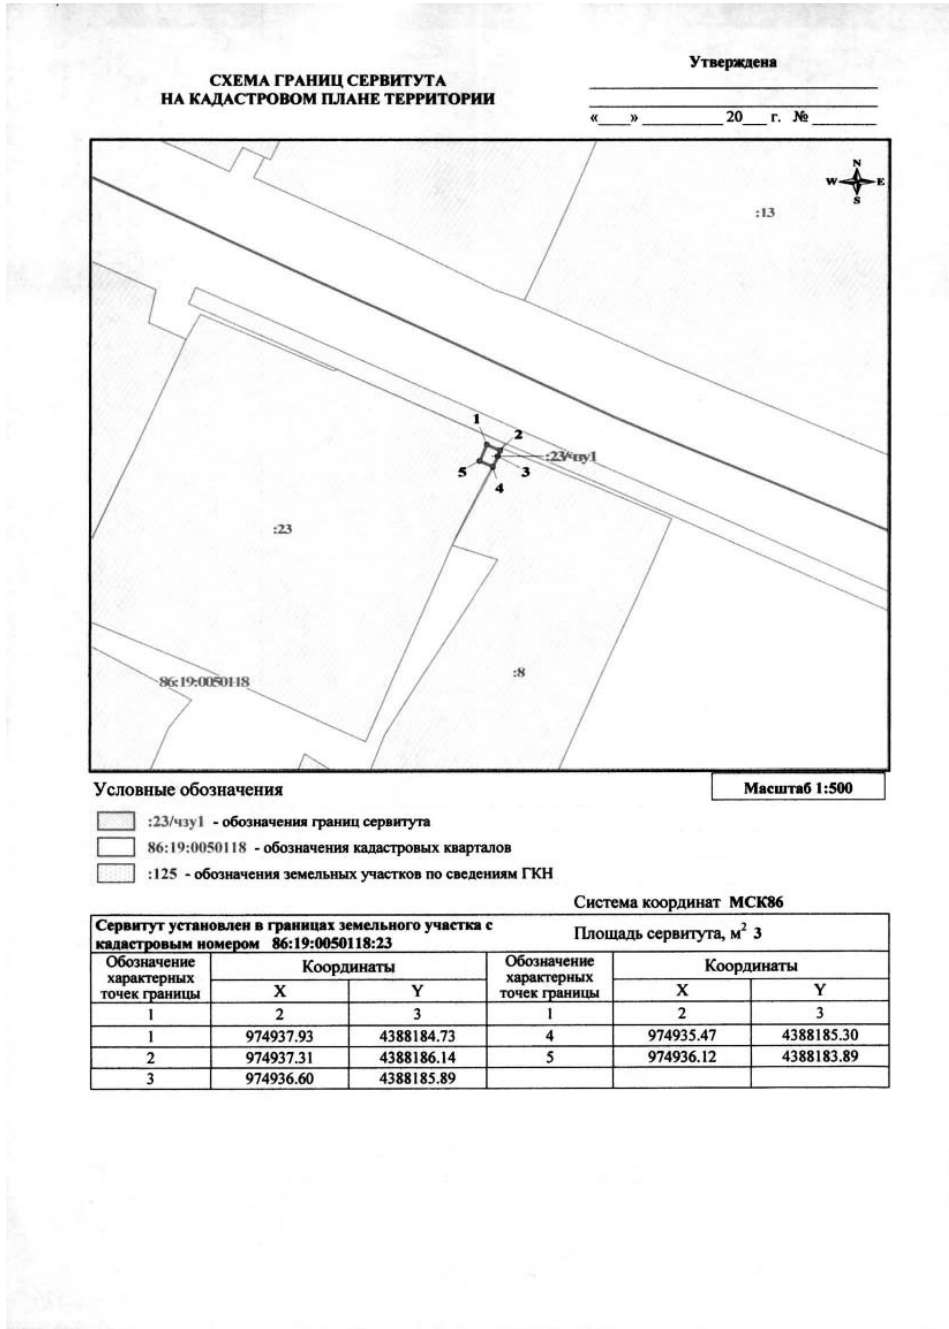 Утверждена
СХЕМА ГРАНИЦ СЕРВИТУТА
НА КАДАСТРОВОМ ПЛАНЕ ТЕРРИТОРИИ
«____» __________ 20___ г. № ________
N
W E
S
:13
1
2
:23/чзу1
5
3
4
:23
:8
86:19:0050118
Условные обозначения
Масштаб 1:500
:23/чзу1 - обозначения границ сервитута
86:19:0050118 - обозначения кадастровых кварталов
:125 - обозначения земельных участков по сведениям ГКН
Система координат МСК86
Сервитут установлен в границах земельного участка с
кадастровым номером 86:19:0050118:23
Площадь сервитута, м2 3
Обозначение характерных точек границы Координаты Обозначение характерных точек границы Координаты
X Y X Y
1 2 3 1 2 3
1 974937.93 4388184.73 4 974935.47 4388185.30
2 974937.31 4388186.14 5 974936.12 4388183.89
3 974936.60 4388185.89